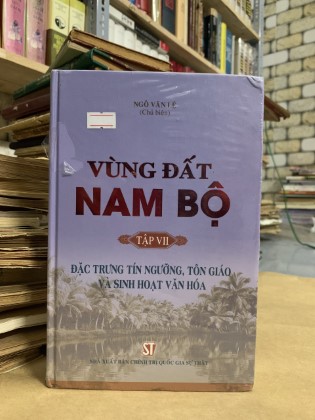 NGÔ VĂN LỆ
(Chủ biên)
VÙNG ĐẤT
NAM BỘ
TẬP VII
ĐẶC TRƯNG TÍN NGƯỠNG, TÔN GIÁO
VÀ SINH HOẠT VĂN HÓA
ST
NHÀ XUẤT BẢN CHÍNH TRỊ QUỐC GIA SỰ THẬT